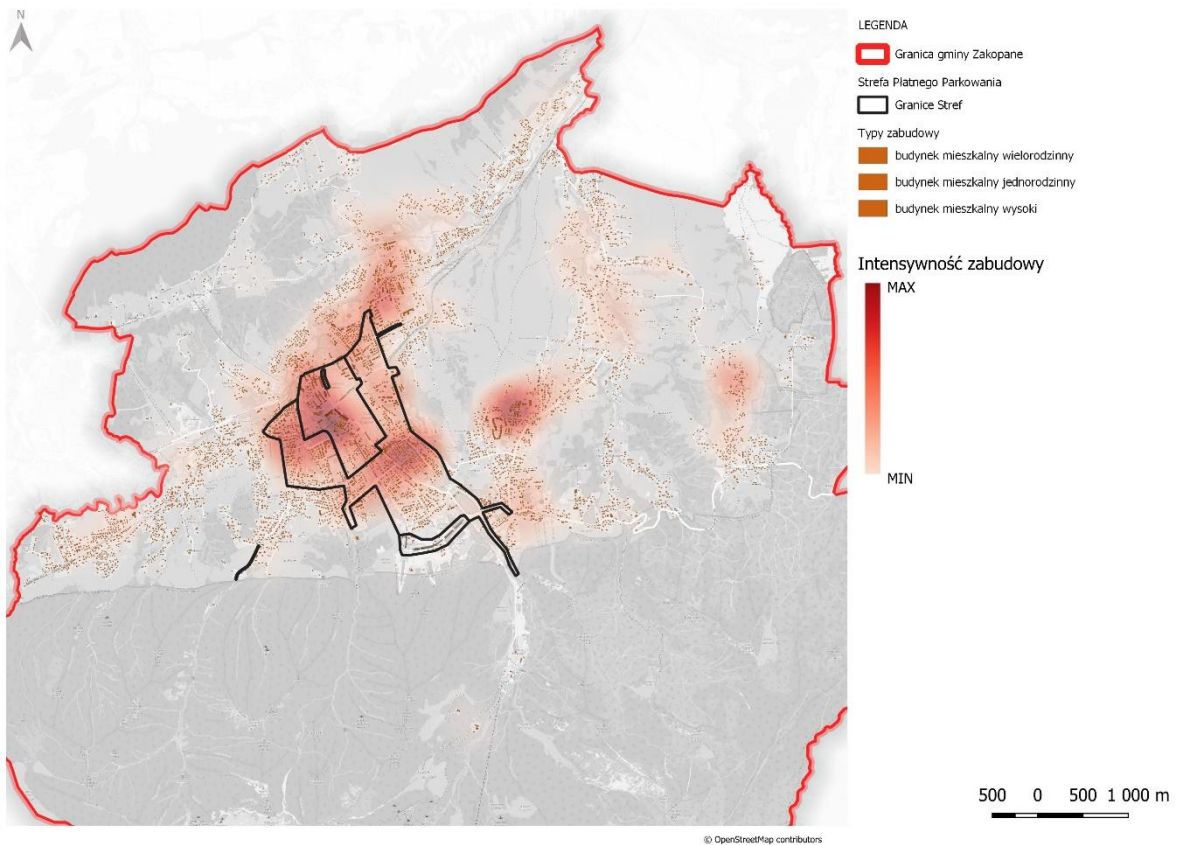 N
LEGENDA
Granica gminy Zakopane
Strefa Płatnego Parkowania
Granice Stref
Typy zabudowy
budynek mieszkalny wielorodzinny
budynek mieszkalny jednorodzinny
budynek mieszkalny wysoki
Intensywność zabudowy
MAX
MIN
500 0 500 1 000 m
© OpenStreetMap contributors